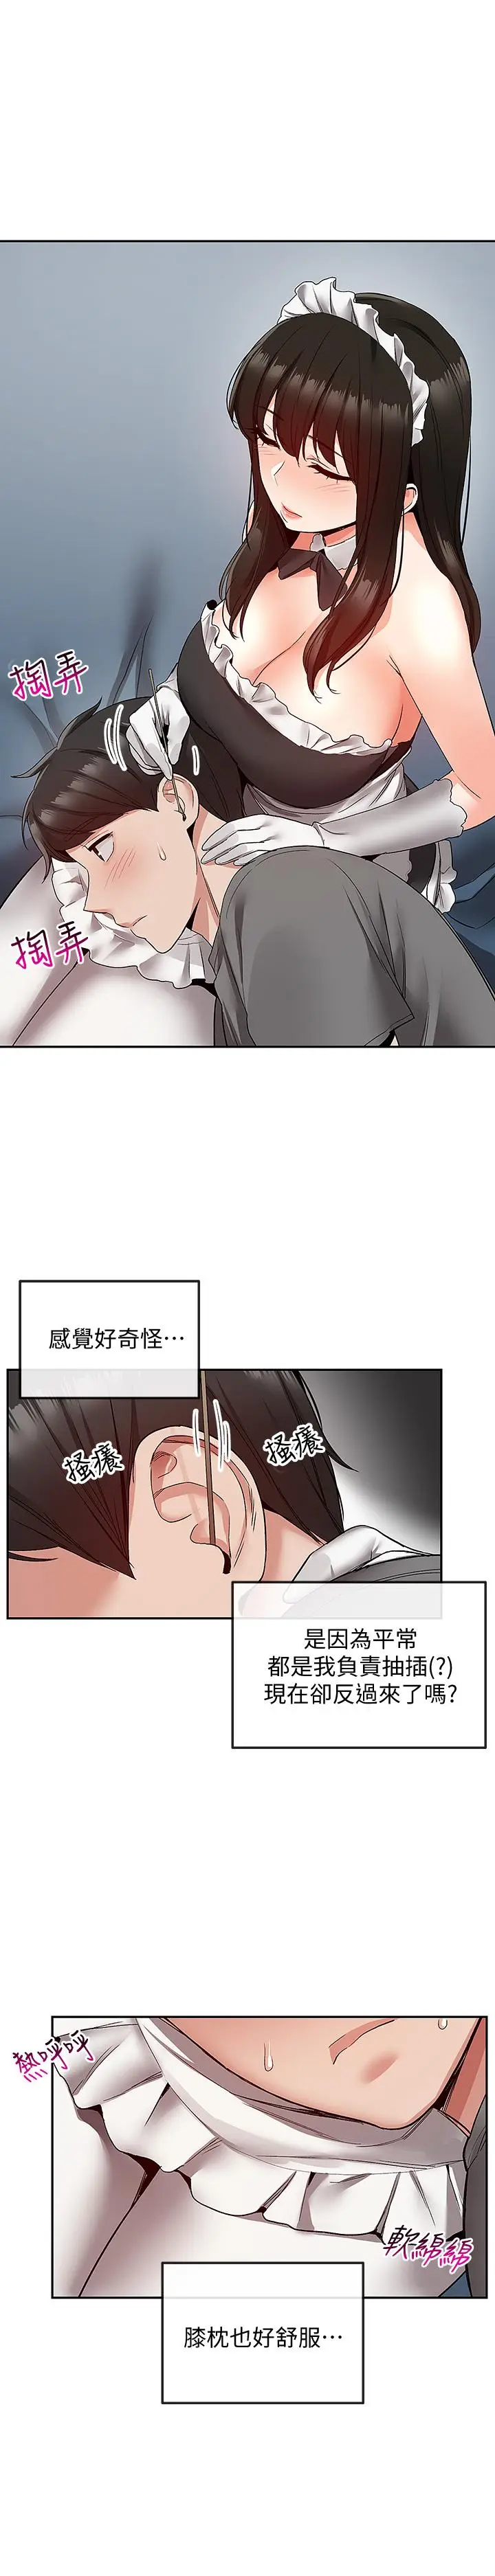 掏弄
掏弄
感覺好奇怪…
搔癢
搔癢
是因為平常
都是我負責抽插(?)
現在卻反過來了嗎?
熱呼呼
軟綿綿
膝枕也好舒服…